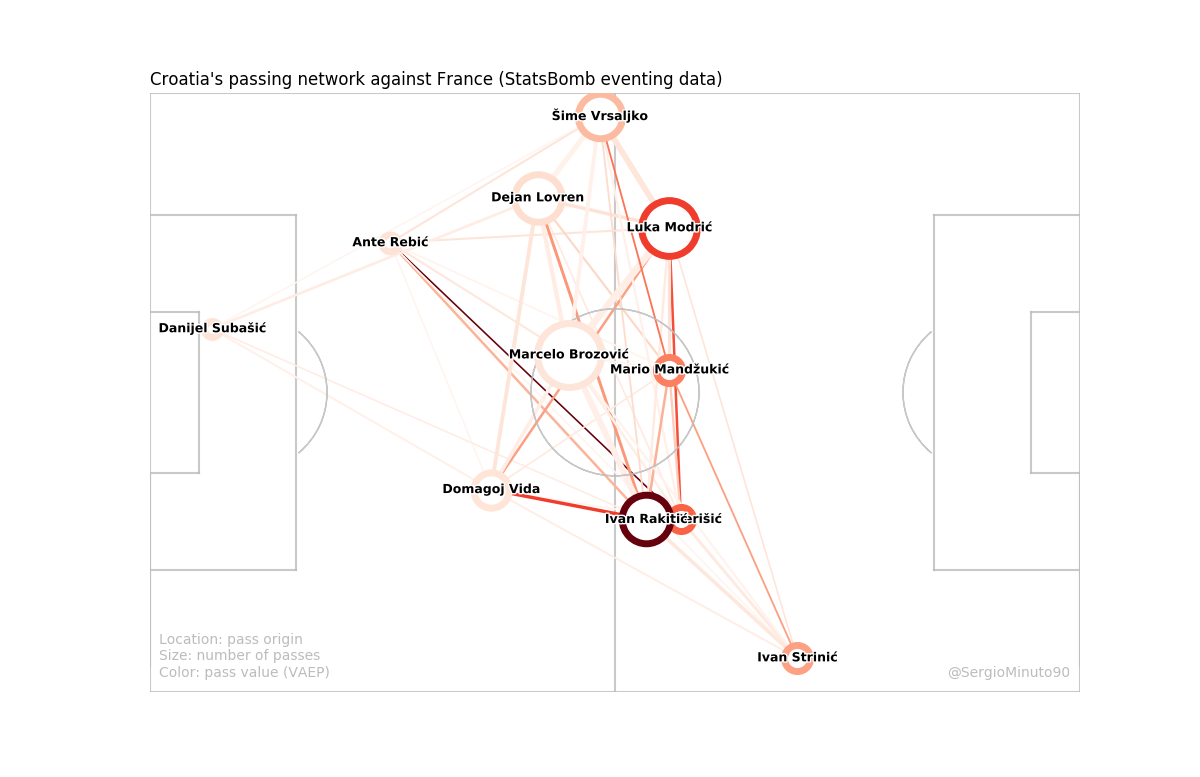 Croatia's passing network against France (StatsBomb eventing data)
Šime Vrsaljko
Dejan Lovren
Luka Modrić
Ante Rebić
Danijel Subašić
Marcelo Brozović
Mario Mandžukić
Domagoj Vida
Ivan Rakitić
erišić
Ivan Strinić
Location: pass origin
Size: number of passes
Color: pass value (VAEP)
@SergioMinuto90